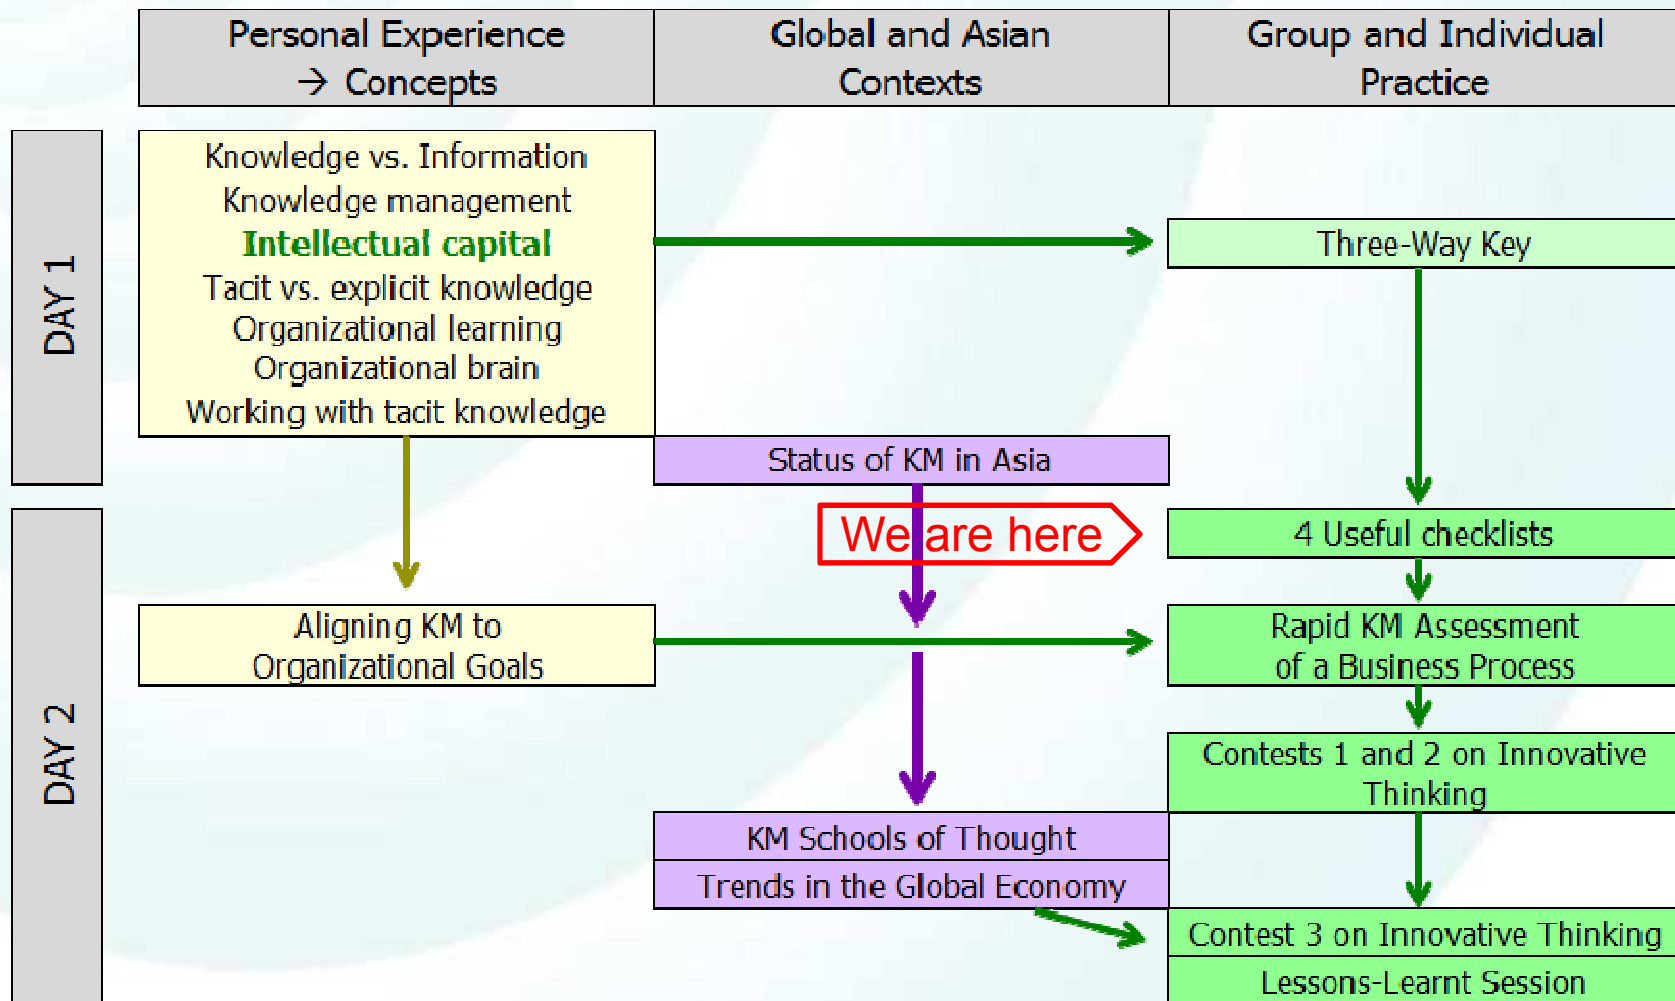 Personal Experience
→ Concepts
Global and Asian
Contexts
Group and Individual
Practice
DAY 1
Knowledge vs. Information
Knowledge management
Intellectual capital
Tacit vs. explicit knowledge
Organizational learning
Organizational brain
Working with tacit knowledge
Three-Way Key
Status of KM in Asia
DAY 2
We are here
4 Useful checklists
Aligning KM to
Organizational Goals
Rapid KM Assessment
of a Business Process
Contests 1 and 2 on Innovative
Thinking
KM Schools of Thought
Trends in the Global Economy
Contest 3 on Innovative Thinking
Lessons-Learnt Session